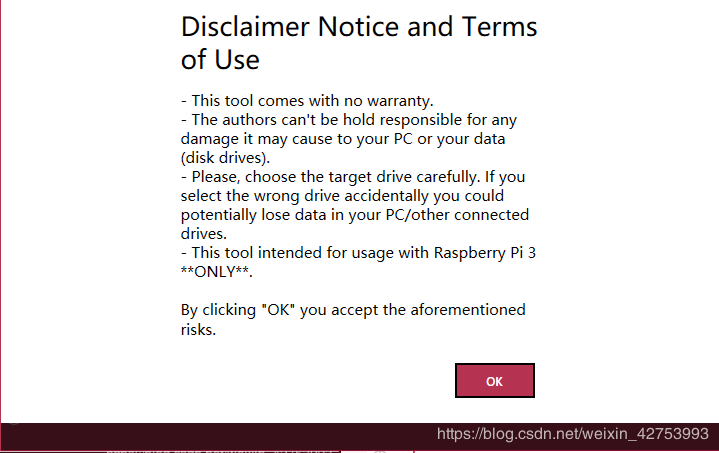 Disclaimer Notice and Terms
of Use
- This tool comes with no warranty.
- The authors can't be hold responsible for any
damage it may cause to your PC or your data
(disk drives).
- Please, choose the target drive carefully. If you
select the wrong drive accidentally you could
potentially lose data in your PC/other connected
drives.
- This tool intended for usage with Raspberry Pi 3
**ONLY**.
By clicking "OK" you accept the aforementioned
risks.
OK
https://blog.csdn.net/weixin_42753993